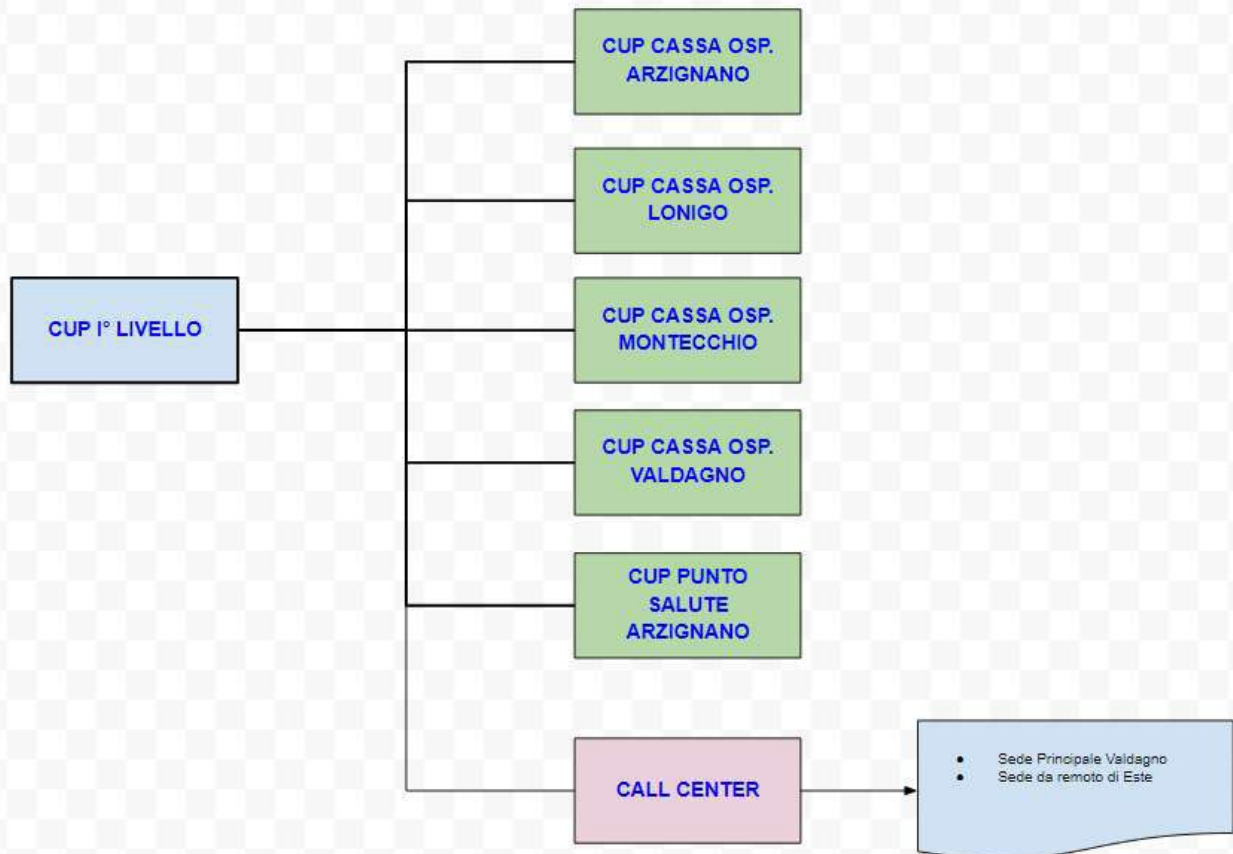 CUP CASSA OSP.
ARZIGNANO
CUP CASSA OSP.
LONIGO
CUP I° LIVELLO
CUP CASSA OSP.
MONTECCHIO
CUP CASSA OSP.
VALDAGNO
CUP PUNTO
SALUTE
ARZIGNANO
CALL CENTER
● Sede Principale Valdagno
● Sede da remoto di Este